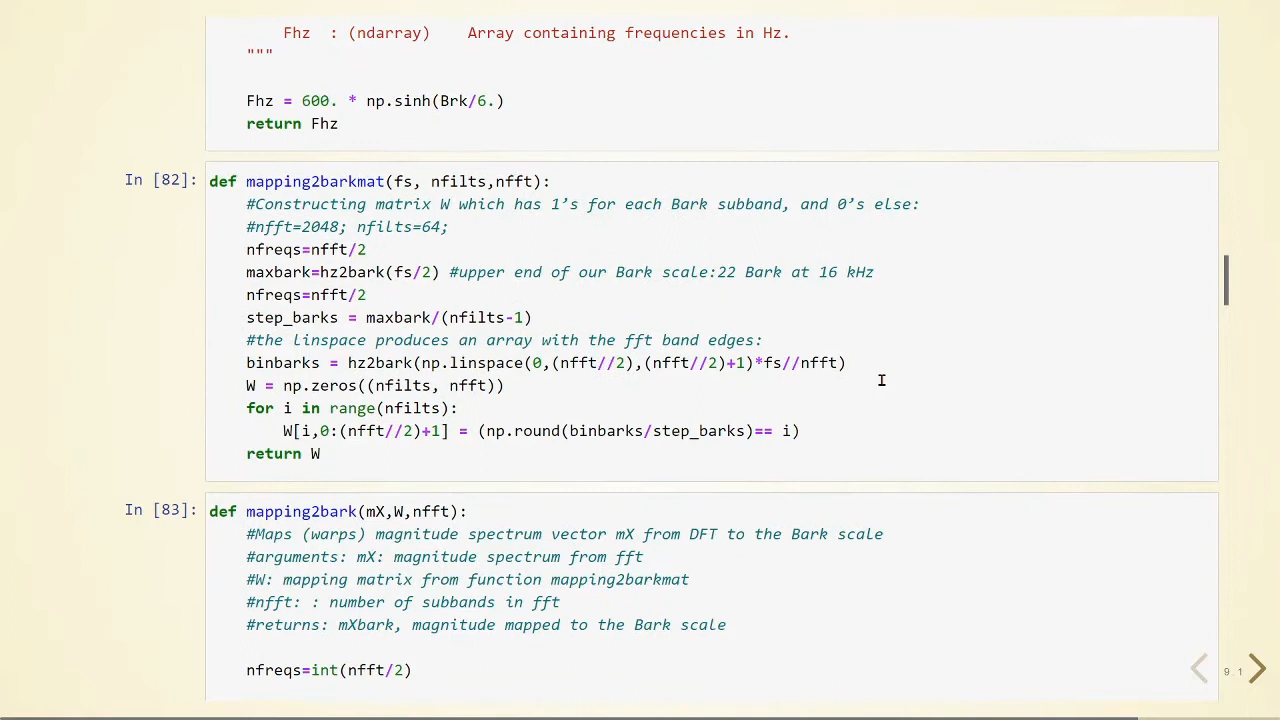 Fhz : (ndarray) Array containing frequencies in Hz.
"""
Fhz = 600. * np.sinh(Brk/6.)
return Fhz
In [82]: def mapping2barkmat(fs, nfilts,nfft):
#Constructing matrix W which has 1’s for each Bark subband, and 0’s else:
#nfft=2048; nfilts=64;
nfreqs=nfft/2
maxbark=hz2bark(fs/2) #upper end of our Bark scale:22 Bark at 16 kHz
nfreqs=nfft/2
step_barks = maxbark/(nfilts-1)
#the linspace produces an array with the fft band edges:
binbarks = hz2bark(np.linspace(0,(nfft//2),(nfft//2)+1)*fs//nfft)
W = np.zeros((nfilts, nfft))
for i in range(nfilts):
W[i,0:(nfft//2)+1] = (np.round(binbarks/step_barks)== i)
return W
In [83]: def mapping2bark(mX,W,nfft):
#Maps (warps) magnitude spectrum vector mX from DFT to the Bark scale
#arguments: mX: magnitude spectrum from fft
#W: mapping matrix from function mapping2barkmat
#nfft: : number of subbands in fft
#returns: mXbark, magnitude mapped to the Bark scale
nfreqs=int(nfft/2)
9.1